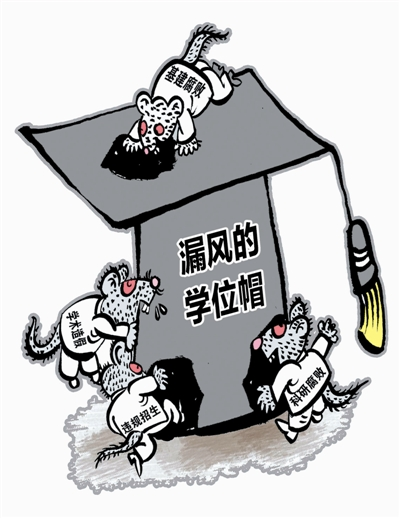 基建腐败
漏风的
学位帽
学术造假
违规招生
科研腐败